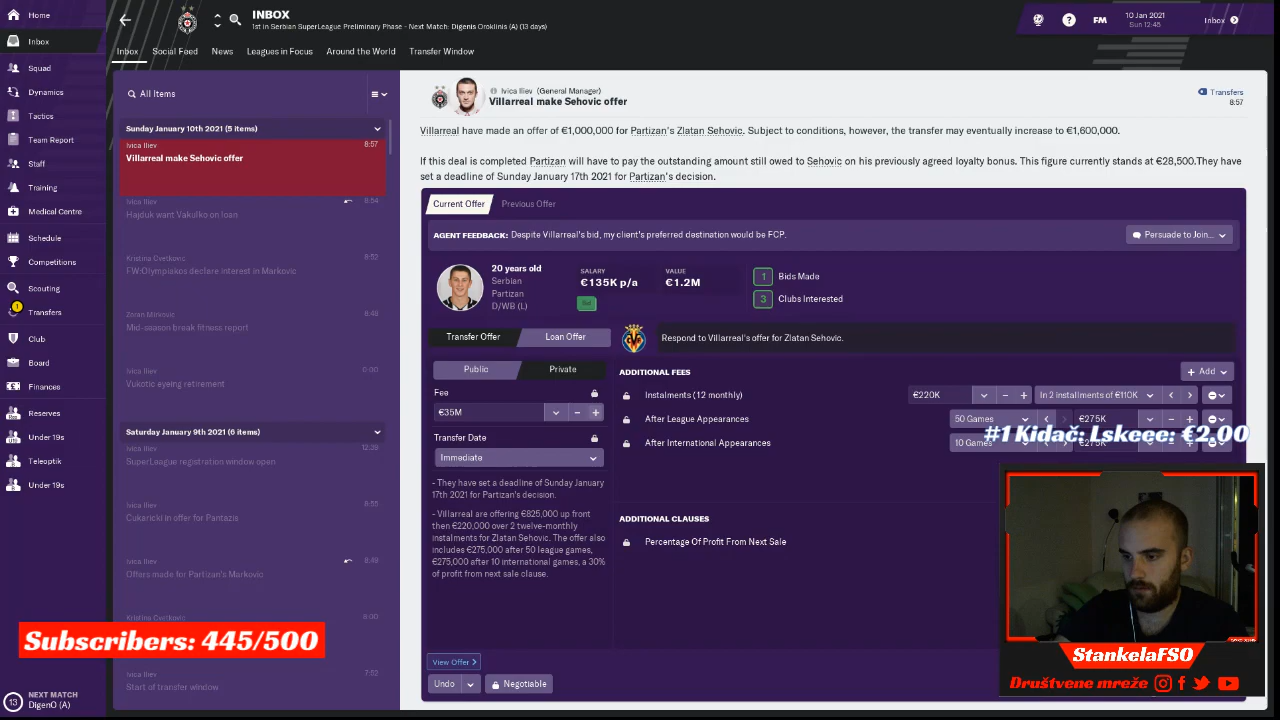 Home
Inbox
Squad
Dynamics
Tactics
Team Report
Staff
Training
Medical Centre
Schedule
Competitions
Scouting
1
Transfers
Club
Board
Finances
Reserves
Under 19s
Teleoptik
Under 19s
13
NEXT MATCH
DigenO (A)
INBOX
1st in Serbian SuperLeague Preliminary Phase - Next Match: Digenis Oroklinis (A) (13 days)
FM
10 Jan 2021
Sun 12:45
Inbox
Inbox
Social Feed
News
Leagues in Focus
Around the World
Transfer Window
All Items
Sunday January 10th 2021 (5 items)
Ivica Iliev 8:57
Villarreal make Sehovic offer
Ivica Iliev 8:54
Hajduk want Vakulko on loan
Kristina Cvetkovic 8:52
FW:Olympiakos declare interest in Markovic
Zoran Mirkovic 8:48
Mid-season break fitness report
Ivica Iliev 0:00
Vukotic eyeing retirement
Saturday January 9th 2021 (6 items)
Ivica Iliev 12:28
SuperLeague registration window open
Ivica Iliev 8:55
Cukaricki in offer for Pantazis
Ivica Iliev 8:49
Offers made for Partizan's Markovic
Kristina Cvetkovic 8:00
Ivica Iliev 7:52
Start of transfer window
Ivica Iliev (General Manager)
Villarreal make Sehovic offer
Transfers
8:57
Villarreal have made an offer of €1,000,000 for Partizan's Zlatan Sehovic. Subject to conditions, however, the transfer may eventually increase to €1,600,000.
If this deal is completed Partizan will have to pay the outstanding amount still owed to Sehovic on his previously agreed loyalty bonus. This figure currently stands at €28,500.They have
set a deadline of Sunday January 17th 2021 for Partizan's decision.
Current Offer
Previous Offer
AGENT FEEDBACK: Despite Villarreal's bid, my client's preferred destination would be FCP.
Persuade to Join...
20 years old
Serbian
Partizan
D/WB (L)
SALARY
€135K p/a
Bid
VALUE
€1.2M
1 Bids Made
3 Clubs Interested
Transfer Offer
Loan Offer
Respond to Villarreal's offer for Zlatan Sehovic.
Public
Private
Fee
€35M
Transfer Date
Immediate
- They have set a deadline of Sunday January
17th 2021 for Partizan's decision.
- Villarreal are offering €825,000 up front
then €220,000 over 2 twelve-monthly
instalments for Zlatan Sehovic. The offer also
includes €275,000 after 50 league games,
€275,000 after 10 international games, a 30%
of profit from next sale clause.
View Offer
Undo
Negotiable
ADDITIONAL FEES
Add
Instalments (12 monthly)
€220K
In 2 installments of €110K
After League Appearances
50 Games
€275K
After International Appearances
10 Games
€275K
ADDITIONAL CLAUSES
Percentage Of Profit From Next Sale
#1 Kidač: Lskeee: €2.00
StankelaFSO
Društvene mreže
Subscribers: 445/500